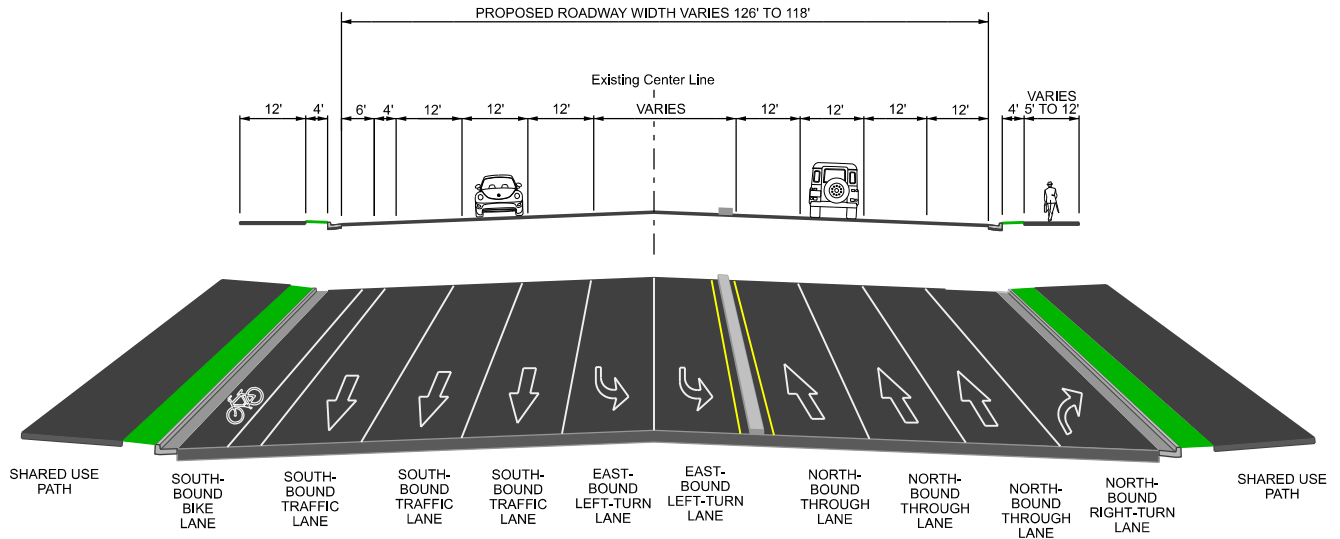 PROPOSED ROADWAY WIDTH VARIES 126' TO 118'
Existing Center Line
12' 4' 6' 4' 12' 12' 12' VARIES 12' 12' 12' 12' 4' VARIES
5' TO 12'
SHARED USE
PATH
SOUTH-
BOUND
BIKE
LANE
SOUTH-
BOUND
TRAFFIC
LANE
SOUTH-
BOUND
TRAFFIC
LANE
SOUTH-
BOUND
TRAFFIC
LANE
EAST-
BOUND
LEFT-TURN
LANE
EAST-
BOUND
LEFT-TURN
LANE
NORTH-
BOUND
THROUGH
LANE
NORTH-
BOUND
THROUGH
LANE
NORTH-
BOUND
THROUGH
LANE
NORTH-
BOUND
RIGHT-TURN
LANE
SHARED USE
PATH